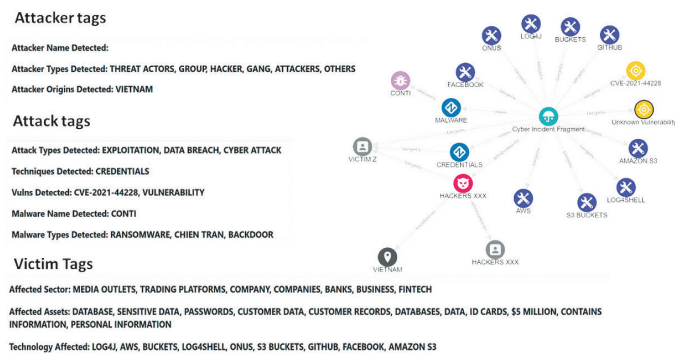 Attacker tags
Attacker Name Detected:
Attacker Types Detected: THREAT ACTORS, GROUP, HACKER, GANG, ATTACKERS, OTHERS
Attacker Origins Detected: VIETNAM
Attack tags
Attack Types Detected: EXPLOITATION, DATA BREACH, CYBER ATTACK
Techniques Detected: CREDENTIALS
Vulns Detected: CVE-2021-44228, VULNERABILITY
Malware Name Detected: CONTI
Malware Types Detected: RANSOMWARE, CHIEN TRAN, BACKDOOR
Victim Tags
Affected Sector: MEDIA OUTLETS, TRADING PLATFORMS, COMPANY, COMPANIES, BANKS, BUSINESS, FINTECH
Affected Assets: DATABASE, SENSITIVE DATA, PASSWORDS, CUSTOMER DATA, CUSTOMER RECORDS, DATABASES, DATA, ID CARDS, $5 MILLION, CONTAINS
INFORMATION, PERSONAL INFORMATION
Technology Affected: LOG4J, AWS, BUCKETS, LOG4SHELL, ONUS, S3 BUCKETS, GITHUB, FACEBOOK, AMAZON S3
ONUS
LOG4J
BUCKETS
GITHUB
FACEBOOK
CONTI
CVE-2021-44228
MALWARE
Cyber Incident Fragment
Unknown Vulnerability
VICTIM Z
CREDENTIALS
AMAZON S3
HACKERS XXX
AWS
S3 BUCKETS
LOG4SHELL
VIETNAM
HACKERS XXX